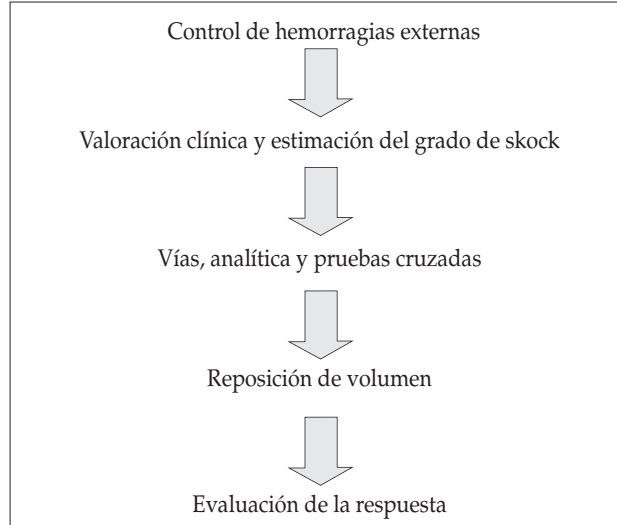 Control de hemorragias externas
Valoración clínica y estimación del grado de skock
Vías, analítica y pruebas cruzadas
Reposición de volumen
Evaluación de la respuesta